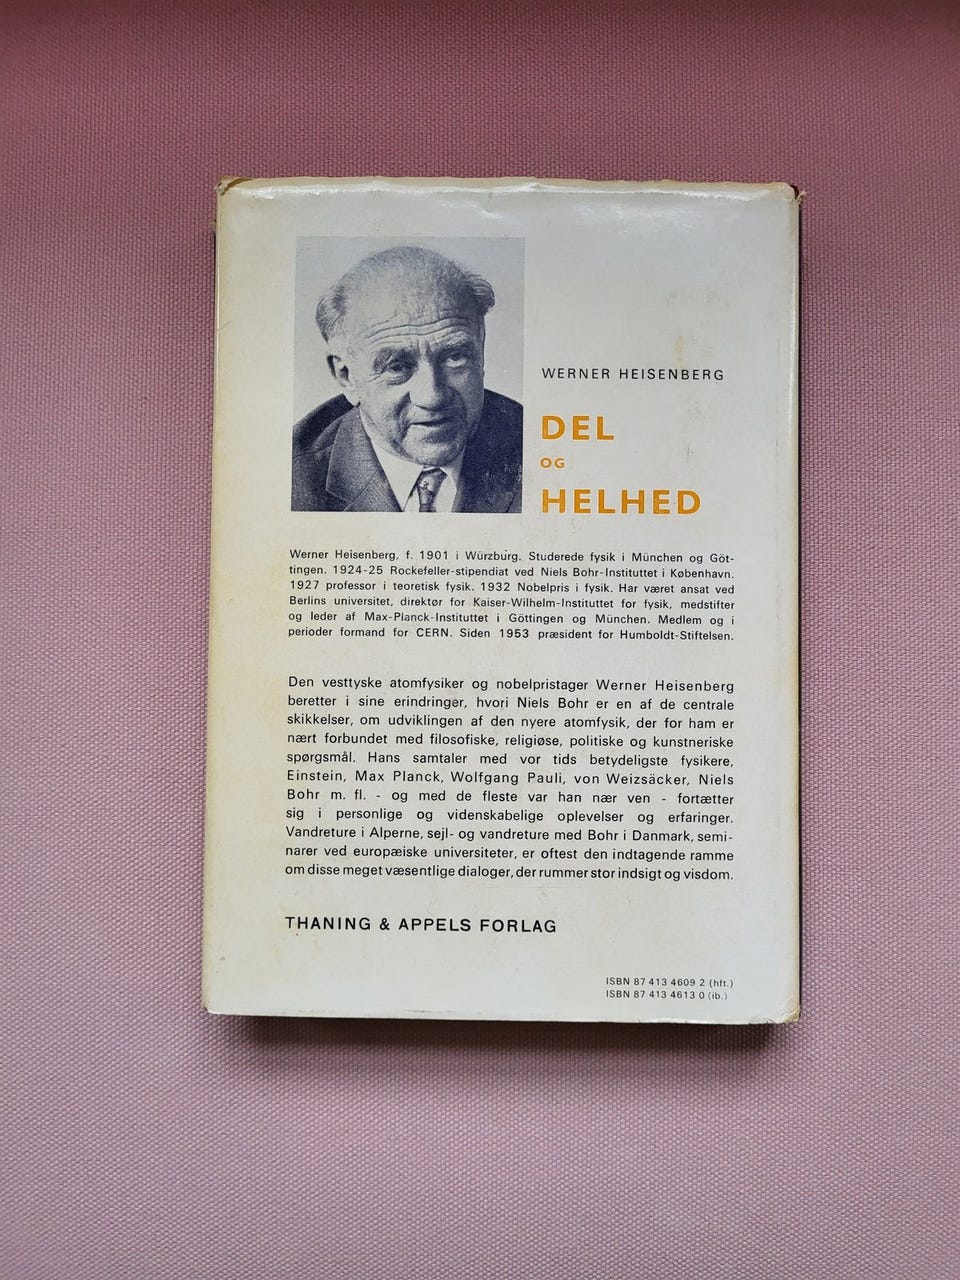 WERNER HEISENBERG
DEL
OG
HELHED
Werner Heisenberg, f. 1901 i Würzburg. Studerede fysik i München og Göt-
tingen. 1924-25 Rockefeller-stipendiat ved Niels Bohr-Instituttet i København.
1927 professor i teoretisk fysik. 1932 Nobelpris i fysik. Har været ansat ved
Berlins universitet, direktør for Kaiser-Wilhelm-Instituttet for fysik, medstifter
og leder af Max-Planck-Instituttet i Göttingen og München. Medlem og i
perioder formand for CERN. Siden 1953 præsident for Humboldt-Stiftelsen.
Den vesttyske atomfysiker og nobelpristager Werner Heisenberg
beretter i sine erindringer, hvori Niels Bohr er en af de centrale
skikkelser, om udviklingen af den nyere atomfysik, der for ham er
nært forbundet med filosofiske, religiøse, politiske og kunstneriske
spørgsmål. Hans samtaler med vor tids betydeligste fysikere,
Einstein, Max Planck, Wolfgang Pauli, von Weizsäcker, Niels
Bohr m. fl. - og med de fleste var han nær ven - fortætter
sig i personlige og videnskabelige oplevelser og erfaringer.
Vandreture i Alperne, sejl- og vandreture med Bohr i Danmark, semi-
narer ved europæiske universiteter, er oftest den indtagende ramme
om disse meget væsentlige dialoger, der rummer stor indsigt og visdom.
THANING & APPELS FORLAG
ISBN 87 413 4609 2 (hft.)
ISBN 87 413 4613 0 (ib.)